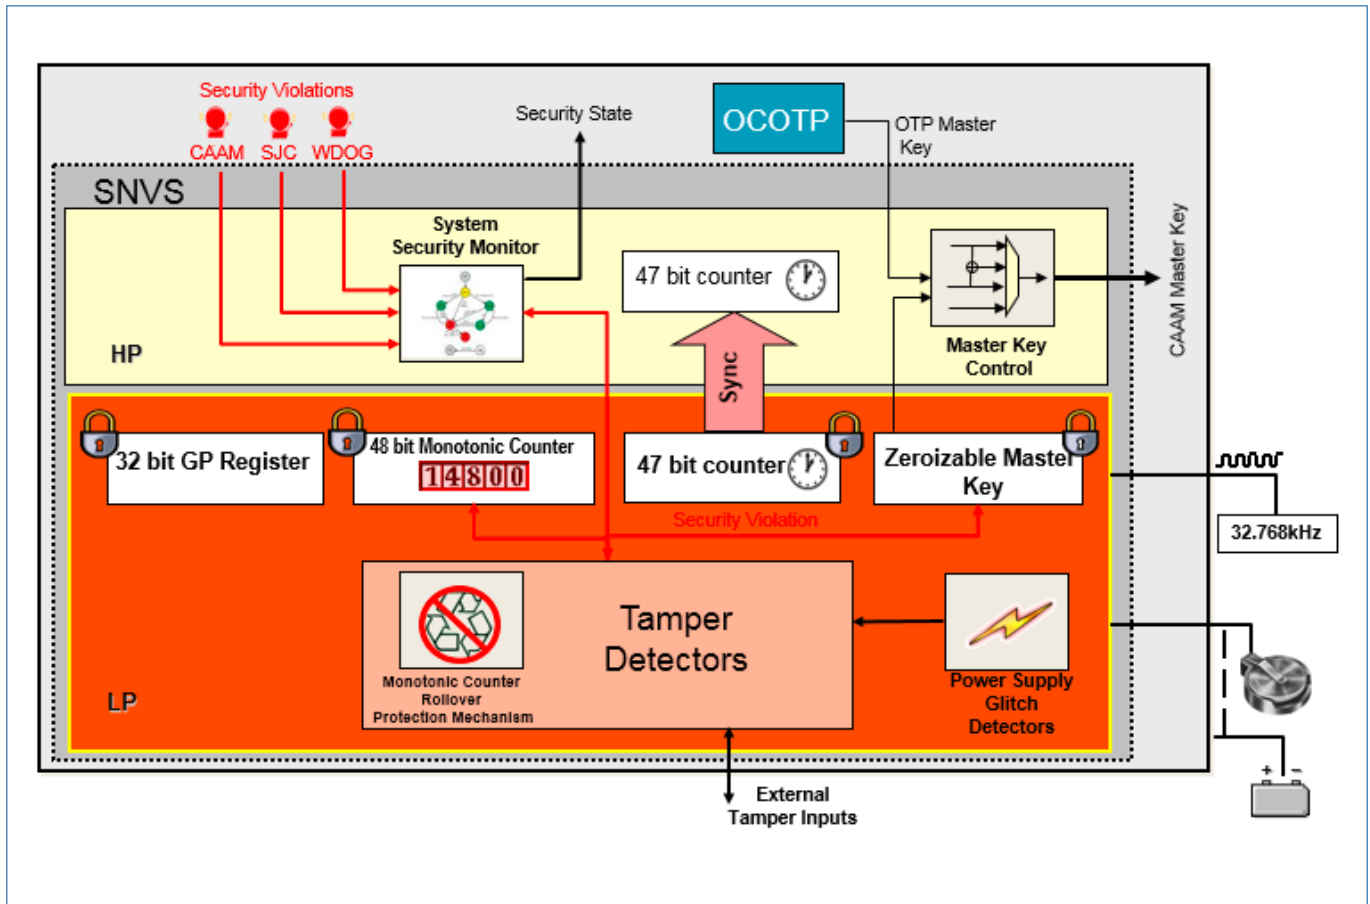 Security Violations
CAAM
SJC
WDOG
Security State
OCOTP
OTP Master
Key
SNVS
System
Security Monitor
47 bit counter
Master Key
Control
CAAM Master Key
HP
Sync
32 bit GP Register
48 bit Monotonic Counter
14800
47 bit counter
Zeroizable Master
Key
Security Violation
32.768kHz
Tamper
Detectors
Monotonic Counter
Rollover
Protection Mechanism
Power Supply
Glitch
Detectors
LP
+ −
External
Tamper Inputs